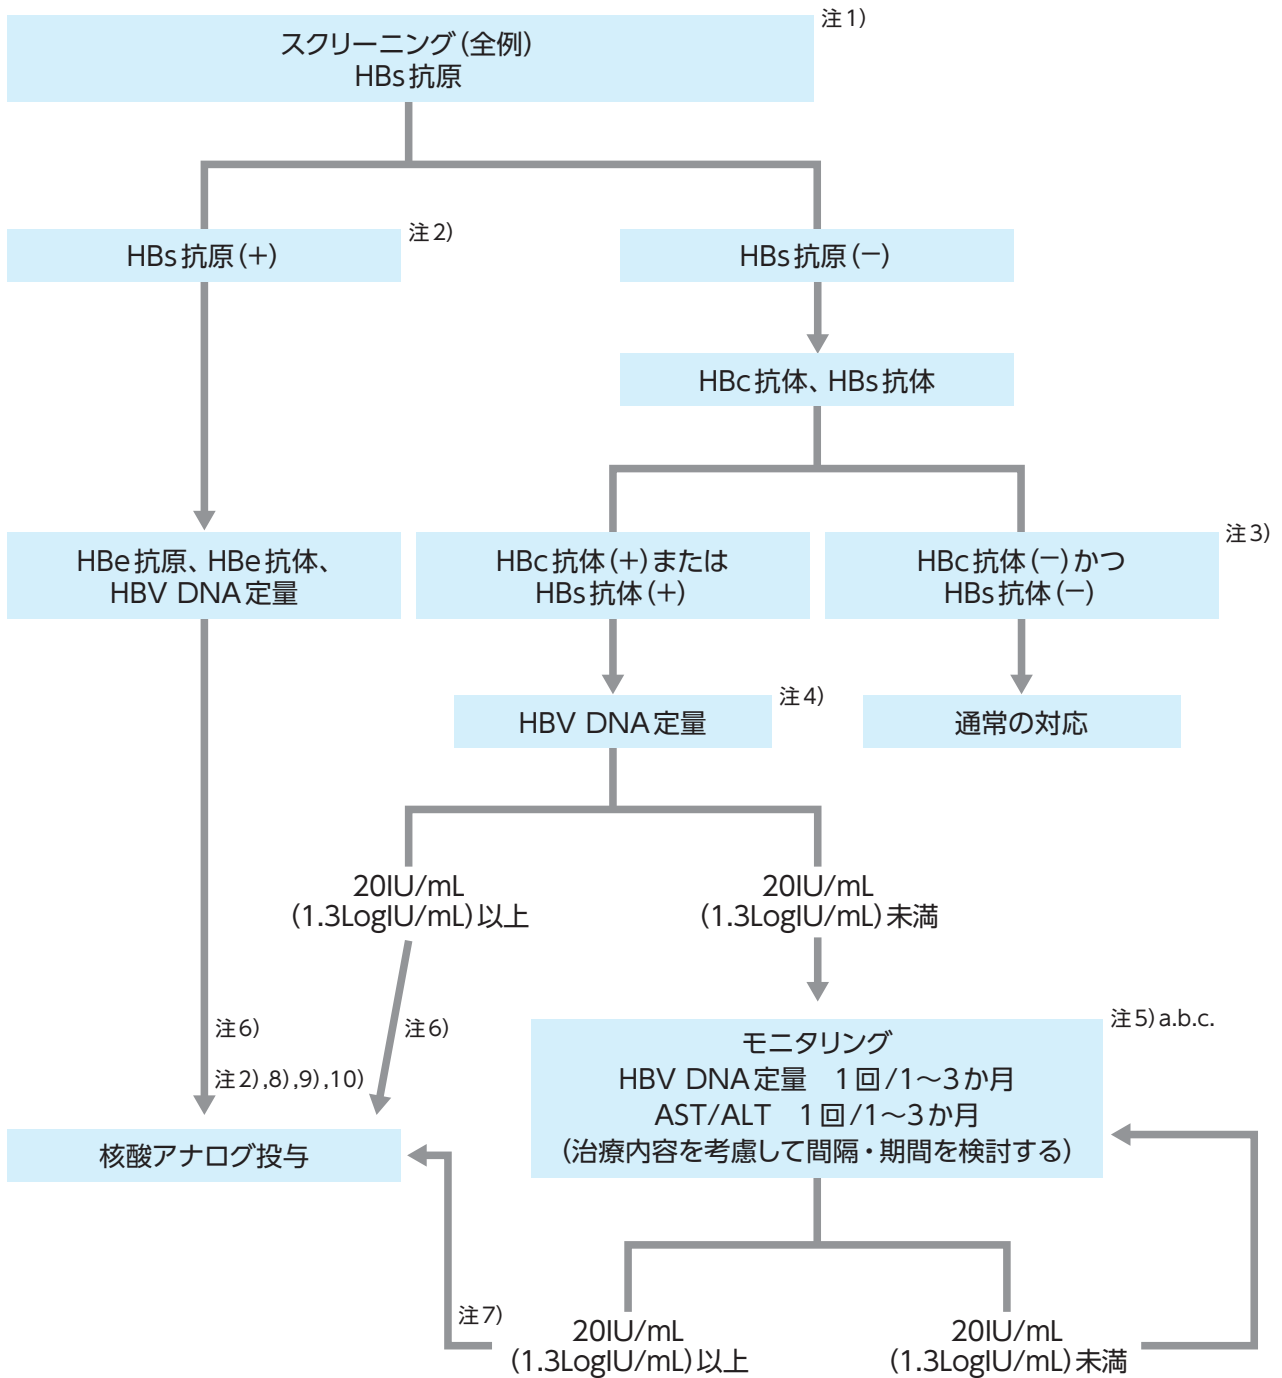 注1)
スクリーニング(全例)
HBs抗原
注2)
HBs抗原(+)
HBs抗原(−)
HBc抗体、HBs抗体
注3)
HBe抗原、HBe抗体、
HBV DNA定量
HBc抗体(+)または
HBs抗体(+)
HBc抗体(−)かつ
HBs抗体(−)
注4)
HBV DNA定量
通常の対応
20IU/mL
(1.3LogIU/mL)以上
20IU/mL
(1.3LogIU/mL)未満
注6)
注6)
注2),8),9),10)
注5)a.b.c.
モニタリング
HBV DNA定量 1回/1〜3か月
AST/ALT 1回/1〜3か月
(治療内容を考慮して間隔・期間を検討する)
核酸アナログ投与
注7)
20IU/mL
(1.3LogIU/mL)以上
20IU/mL
(1.3LogIU/mL)未満